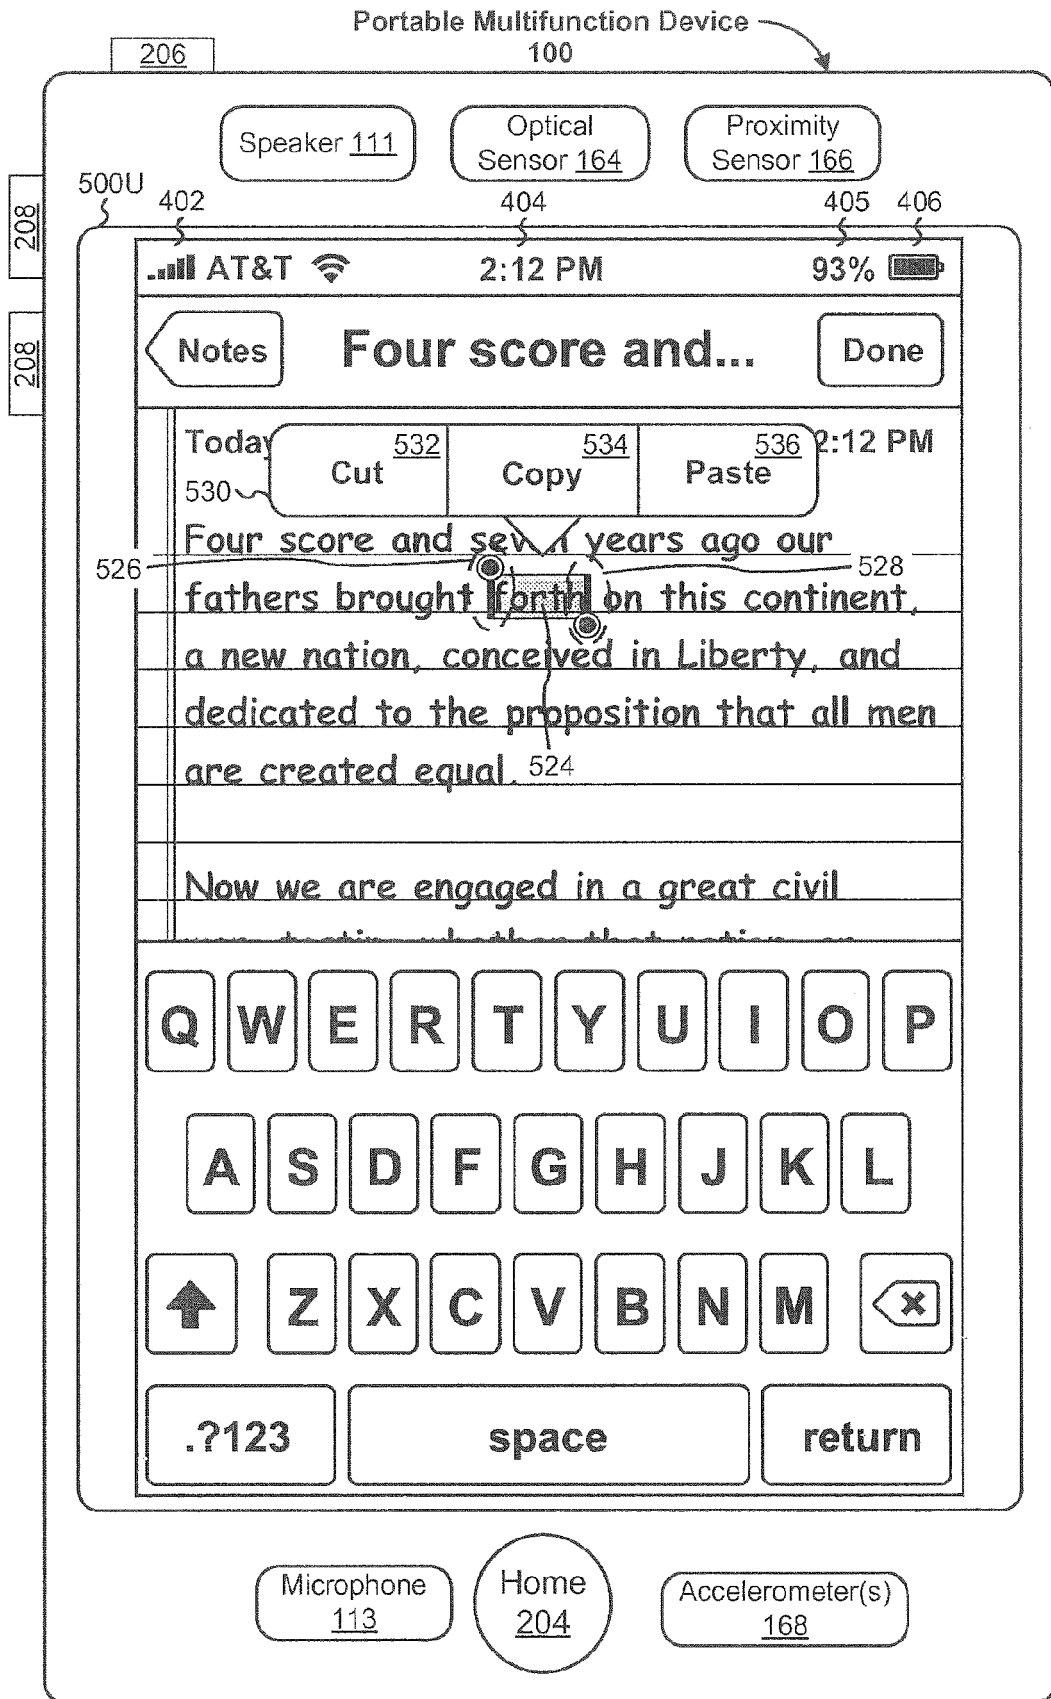 Portable Multifunction Device
100
206
Speaker 111
Optical
Sensor 164
Proximity
Sensor 166
208
208
500U
402
404
405
406
AT&T
2:12 PM
93%
Notes
Four score and...
Done
Today
2:12 PM
532
Cut
534
Copy
536
Paste
530
Four score and seven years ago our
526
528
fathers brought forth on this continent,
a new nation, conceived in Liberty, and
dedicated to the proposition that all men
are created equal.
524
Now we are engaged in a great civil
Q W E R T Y U I O P
A S D F G H J K L
Z X C V B N M
.?123
space
return
Microphone
113
Home
204
Accelerometer(s)
168